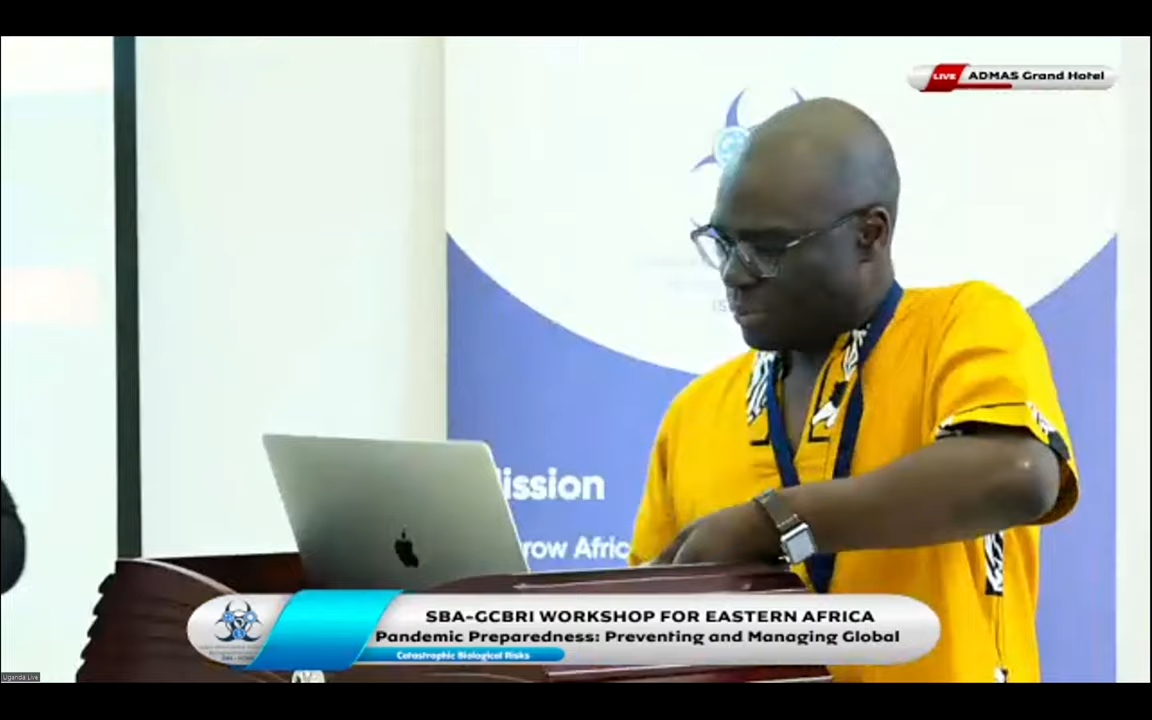 LIVE ADMAS Grand Hotel
ission
row Afric
SBA-GCBRI WORKSHOP FOR EASTERN AFRICA
Pandemic Preparedness: Preventing and Managing Global
Catastrophic Biological Risks
Uganda Live